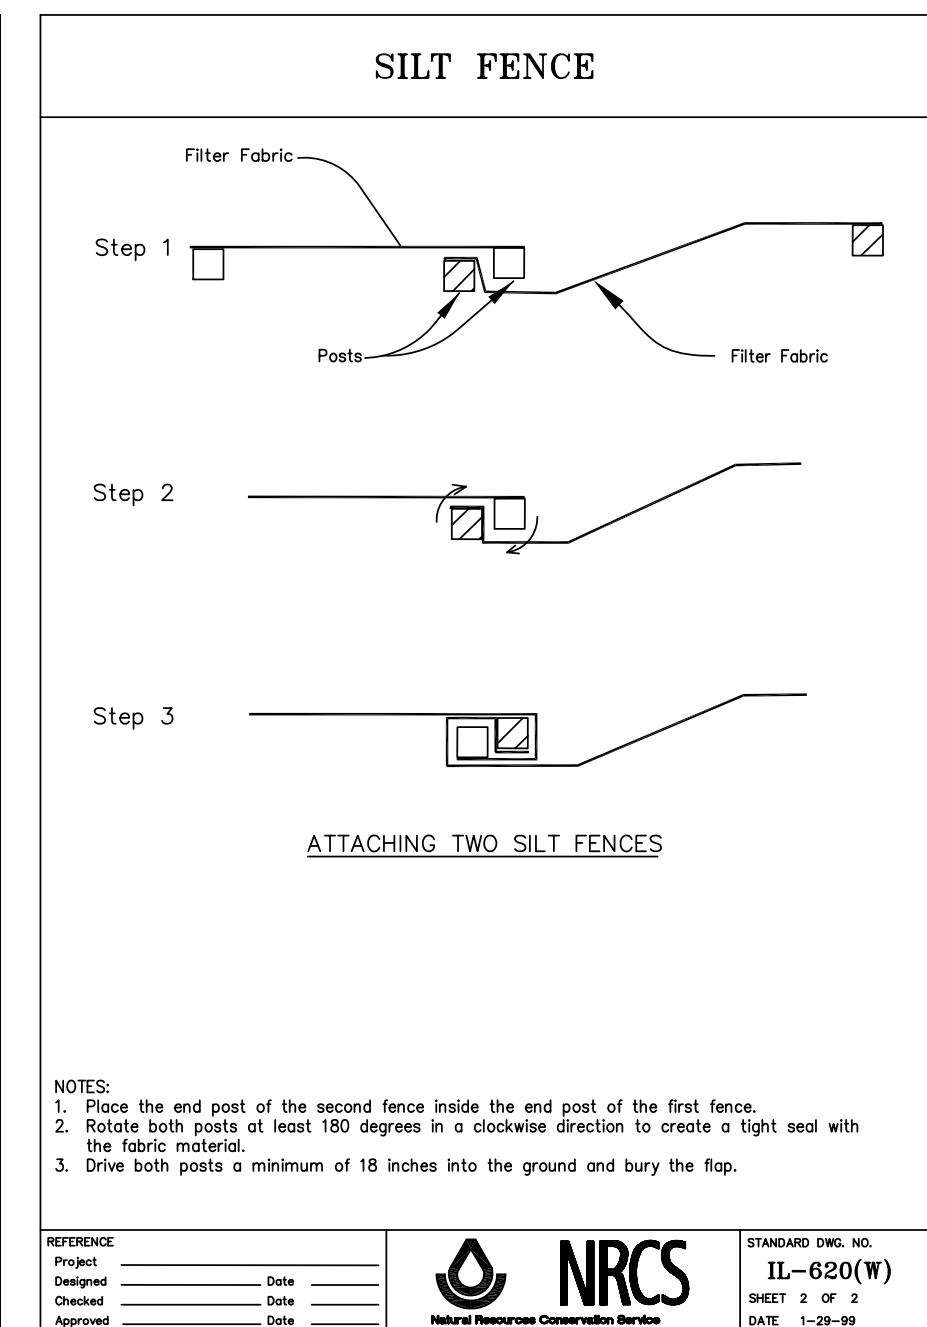 SILT FENCE
Filter Fabric
Step 1
Posts
Filter Fabric
Step 2
Step 3
ATTACHING TWO SILT FENCES
NOTES:
1. Place the end post of the second fence inside the end post of the first fence.
2. Rotate both posts at least 180 degrees in a clockwise direction to create a tight seal with
the fabric material.
3. Drive both posts a minimum of 18 inches into the ground and bury the flap.
REFERENCE
Project
Designed Date
Checked Date
Approved Date
NRCS
Natural Resources Conservation Service
STANDARD DWG. NO.
IL-620(W)
SHEET 2 OF 2
DATE 1-29-99